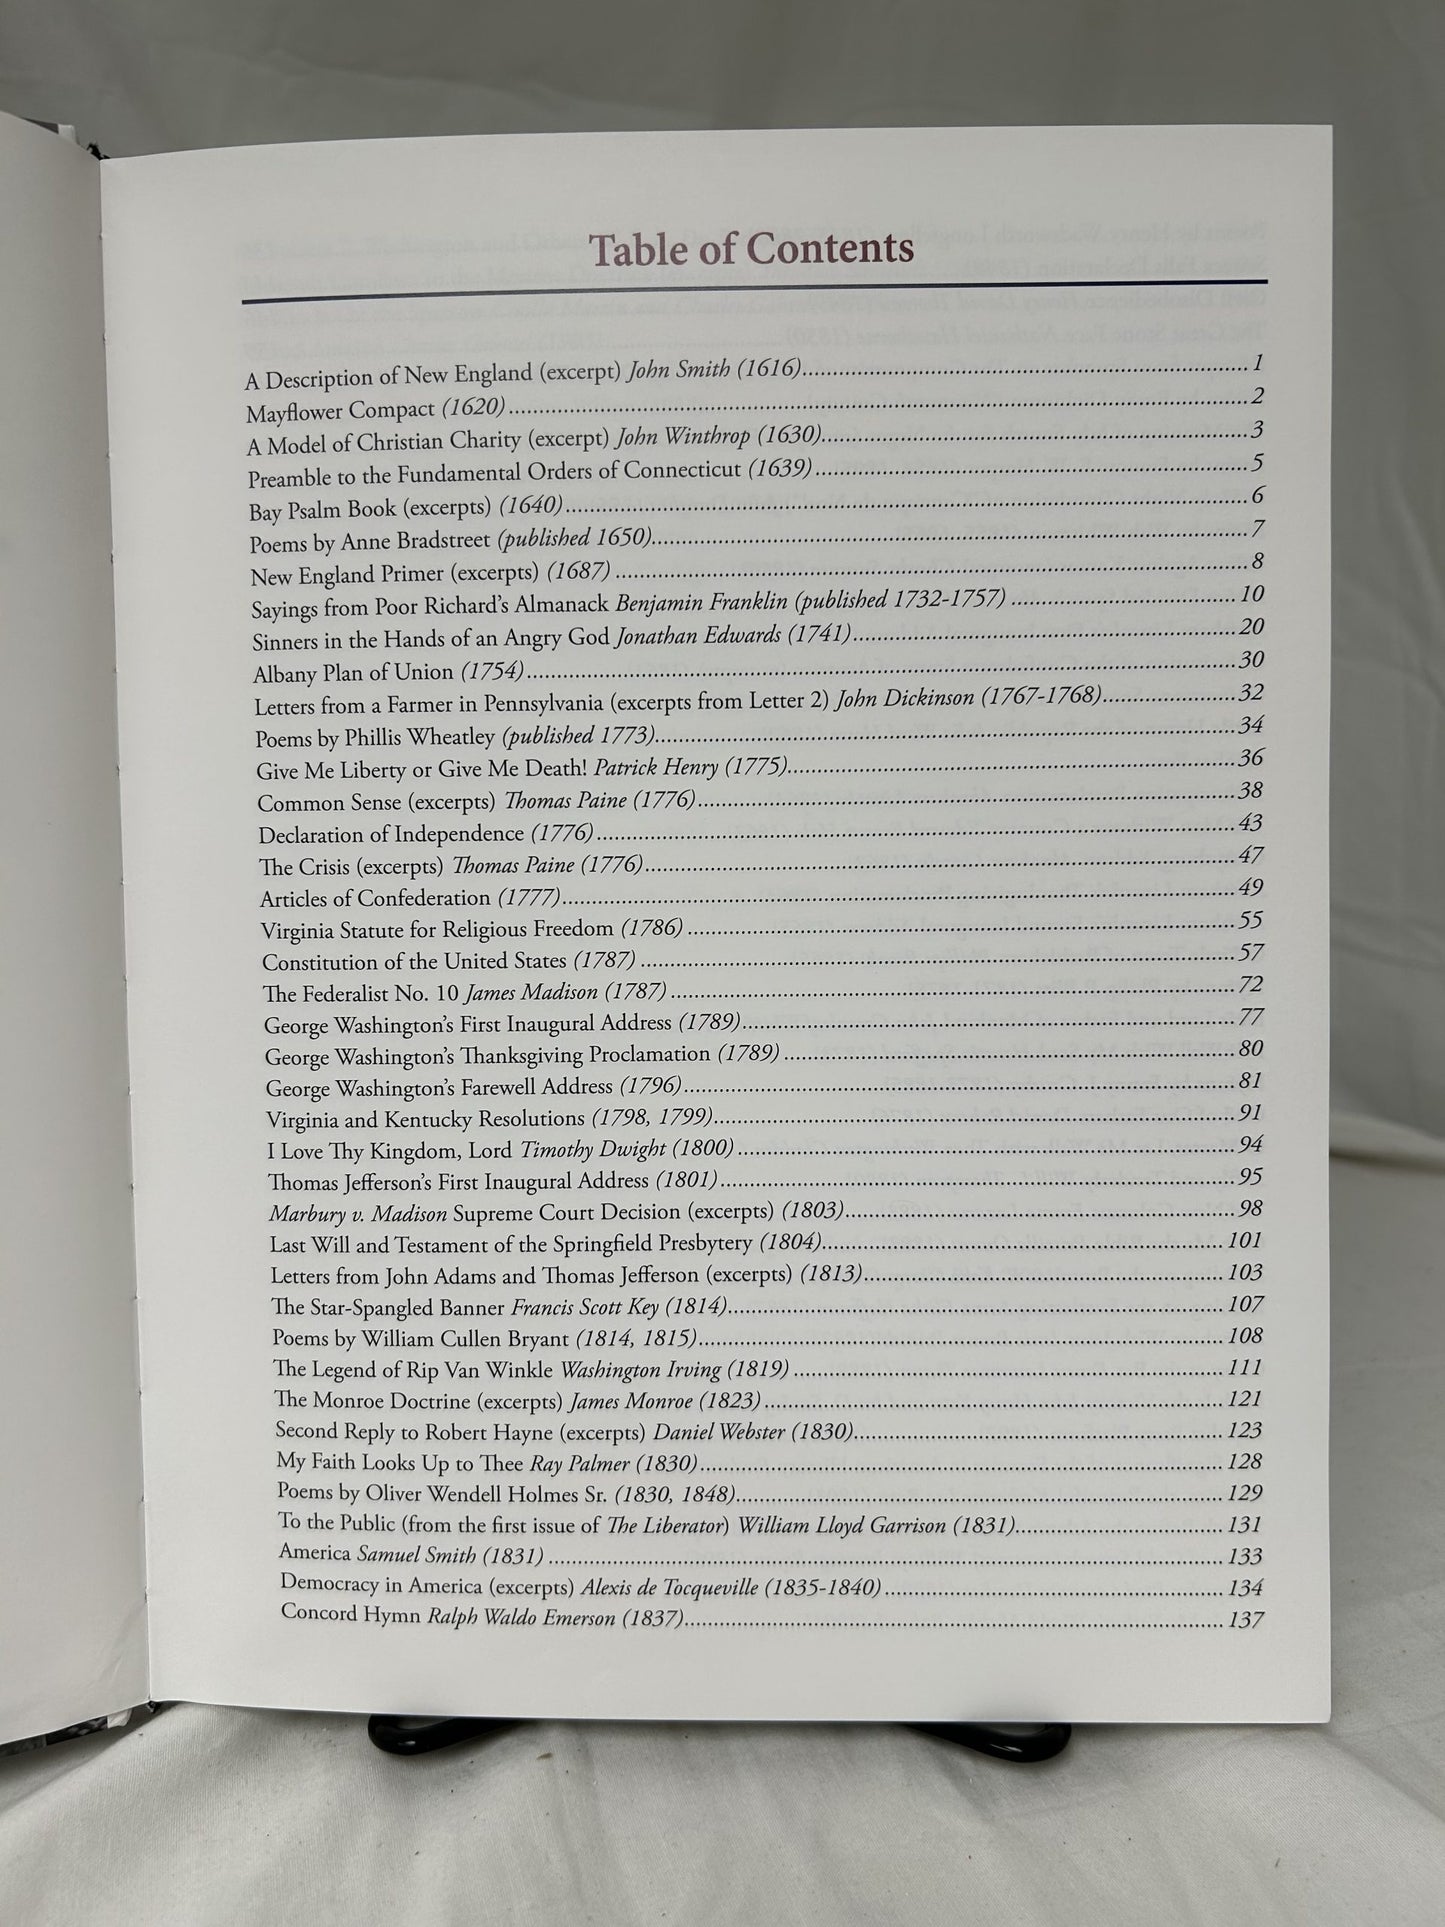 Table of Contents
A Description of New England (excerpt) John Smith (1616)........1
Mayflower Compact (1620)........2
A Model of Christian Charity (excerpt) John Winthrop (1630)........3
Preamble to the Fundamental Orders of Connecticut (1639)........5
Bay Psalm Book (excerpts) (1640)........6
Poems by Anne Bradstreet (published 1650)........7
New England Primer (excerpts) (1687)........8
Sayings from Poor Richard's Almanack Benjamin Franklin (published 1732-1757)........10
Sinners in the Hands of an Angry God Jonathan Edwards (1741)........20
Albany Plan of Union (1754)........30
Letters from a Farmer in Pennsylvania (excerpts from Letter 2) John Dickinson (1767-1768)........32
Poems by Phillis Wheatley (published 1773)........34
Give Me Liberty or Give Me Death! Patrick Henry (1775)........36
Common Sense (excerpts) Thomas Paine (1776)........38
Declaration of Independence (1776)........43
The Crisis (excerpts) Thomas Paine (1776)........47
Articles of Confederation (1777)........49
Virginia Statute for Religious Freedom (1786)........55
Constitution of the United States (1787)........57
The Federalist No. 10 James Madison (1787)........72
George Washington's First Inaugural Address (1789)........77
George Washington's Thanksgiving Proclamation (1789)........80
George Washington's Farewell Address (1796)........81
Virginia and Kentucky Resolutions (1798, 1799)........91
I Love Thy Kingdom, Lord Timothy Dwight (1800)........94
Thomas Jefferson's First Inaugural Address (1801)........95
Marbury v. Madison Supreme Court Decision (excerpts) (1803)........98
Last Will and Testament of the Springfield Presbytery (1804)........101
Letters from John Adams and Thomas Jefferson (excerpts) (1813)........103
The Star-Spangled Banner Francis Scott Key (1814)........107
Poems by William Cullen Bryant (1814, 1815)........108
The Legend of Rip Van Winkle Washington Irving (1819)........111
The Monroe Doctrine (excerpts) James Monroe (1823)........121
Second Reply to Robert Hayne (excerpts) Daniel Webster (1830)........123
My Faith Looks Up to Thee Ray Palmer (1830)........128
Poems by Oliver Wendell Holmes Sr. (1830, 1848)........129
To the Public (from the first issue of The Liberator) William Lloyd Garrison (1831)........131
America Samuel Smith (1831)........133
Democracy in America (excerpts) Alexis de Tocqueville (1835-1840)........134
Concord Hymn Ralph Waldo Emerson (1837)........137